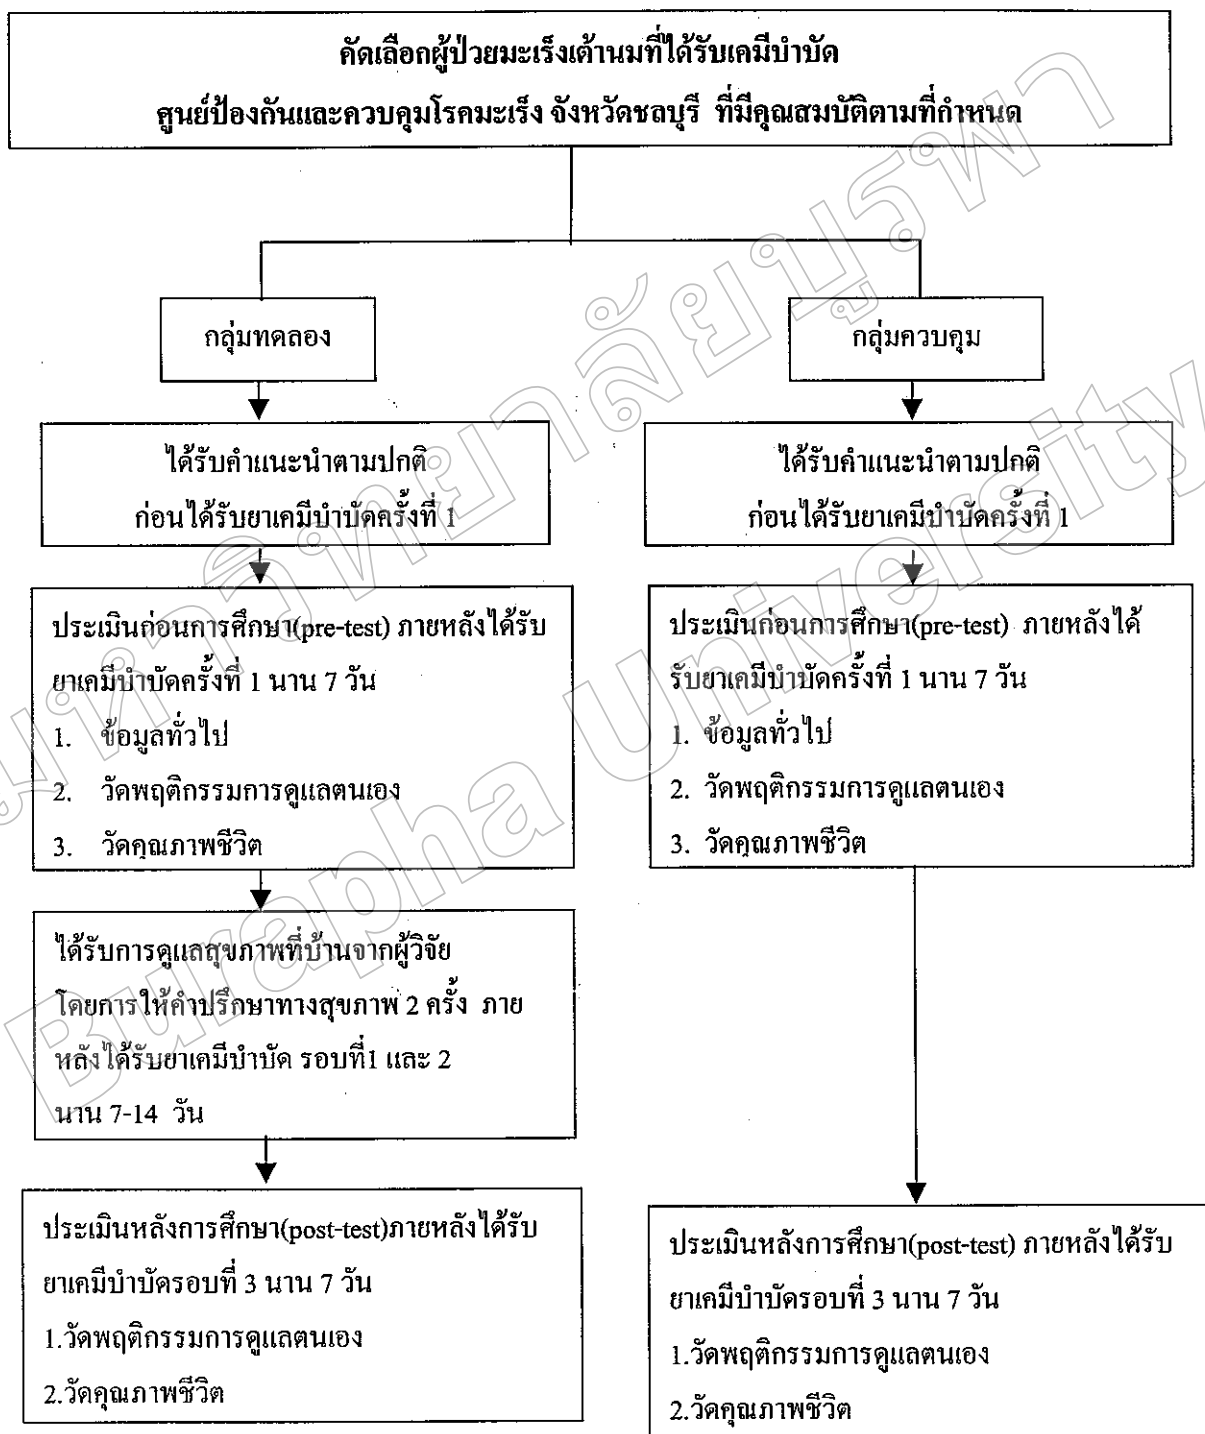 คัดเลือกผู้ป่วยมะเร็งเต้านมที่ได้รับเคมีบำบัด
ศูนย์ป้องกันและควบคุมโรคมะเร็ง จังหวัดชลบุรี ที่มีคุณสมบัติตามที่กำหนด
กลุ่มทดลอง
ได้รับคำแนะนำตามปกติ
ก่อนได้รับยาเคมีบำบัดครั้งที่ 1
ประเมินก่อนการศึกษา(pre-test) ภายหลังได้รับ
ยาเคมีบำบัดครั้งที่ 1 นาน 7 วัน
1. ข้อมูลทั่วไป
2. วัดพฤติกรรมการดูแลตนเอง
3. วัดคุณภาพชีวิต
ได้รับการดูแลสุขภาพที่บ้านจากผู้วิจัย
โดยการให้คำปรึกษาทางสุขภาพ 2 ครั้ง ภาย
หลังได้รับยาเคมีบำบัด รอบที่1 และ 2
นาน 7-14 วัน
ประเมินหลังการศึกษา(post-test)ภายหลังได้รับ
ยาเคมีบำบัดรอบที่ 3 นาน 7 วัน
1.วัดพฤติกรรมการดูแลตนเอง
2.วัดคุณภาพชีวิต
กลุ่มควบคุม
ได้รับคำแนะนำตามปกติ
ก่อนได้รับยาเคมีบำบัดครั้งที่ 1
ประเมินก่อนการศึกษา(pre-test) ภายหลังได้
รับยาเคมีบำบัดครั้งที่ 1 นาน 7 วัน
1. ข้อมูลทั่วไป
2. วัดพฤติกรรมการดูแลตนเอง
3. วัดคุณภาพชีวิต
ประเมินหลังการศึกษา(post-test) ภายหลังได้รับ
ยาเคมีบำบัดรอบที่ 3 นาน 7 วัน
1.วัดพฤติกรรมการดูแลตนเอง
2.วัดคุณภาพชีวิต
มหาวิทยาลัยบูรพา
Burapha University